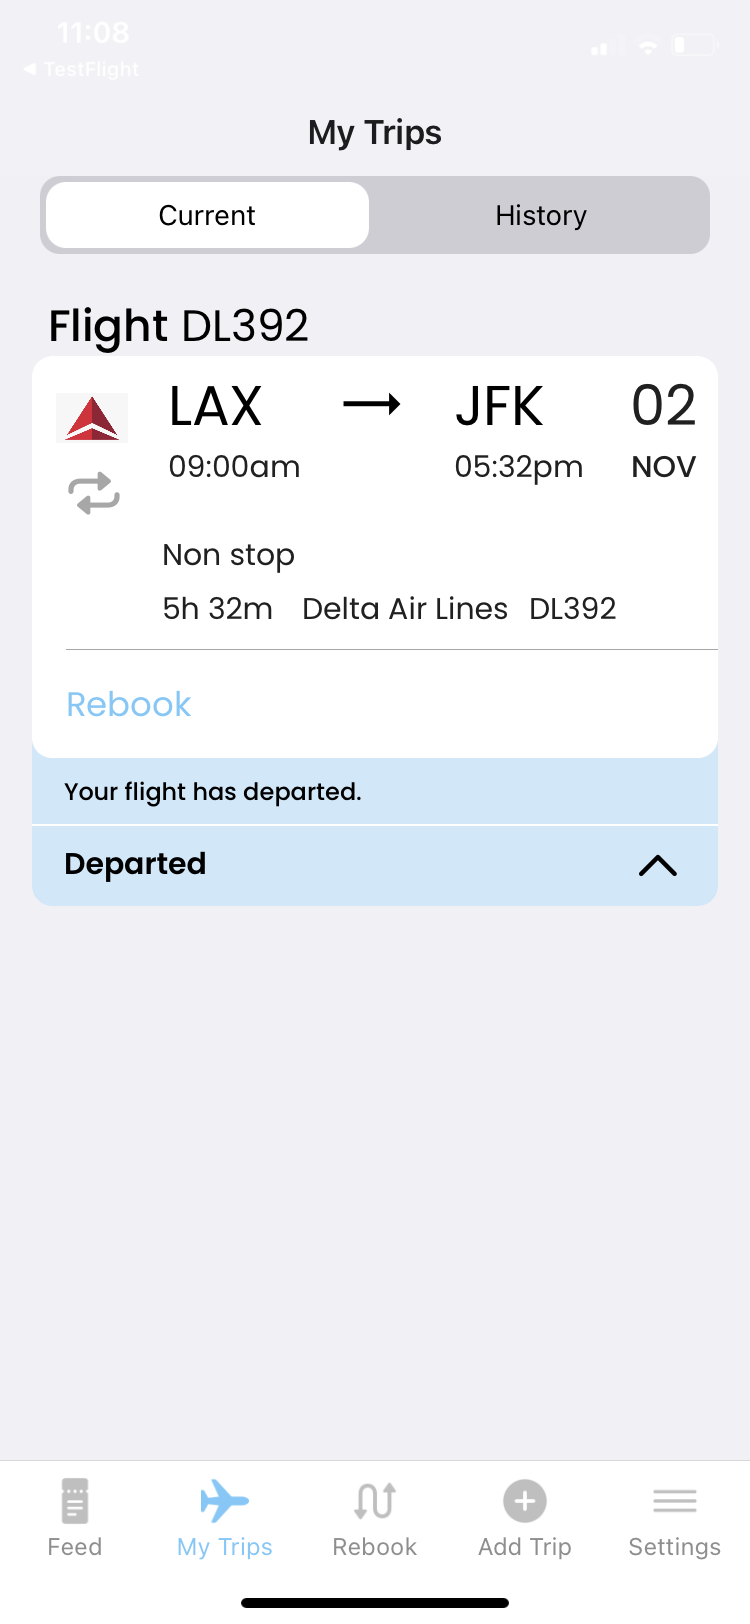 11:08
◀ TestFlight
My Trips
Current History
Flight DL392
LAX JFK 02
09:00am 05:32pm NOV
Non stop
5h 32m Delta Air Lines DL392
Rebook
Your flight has departed.
Departed
Feed My Trips Rebook Add Trip Settings